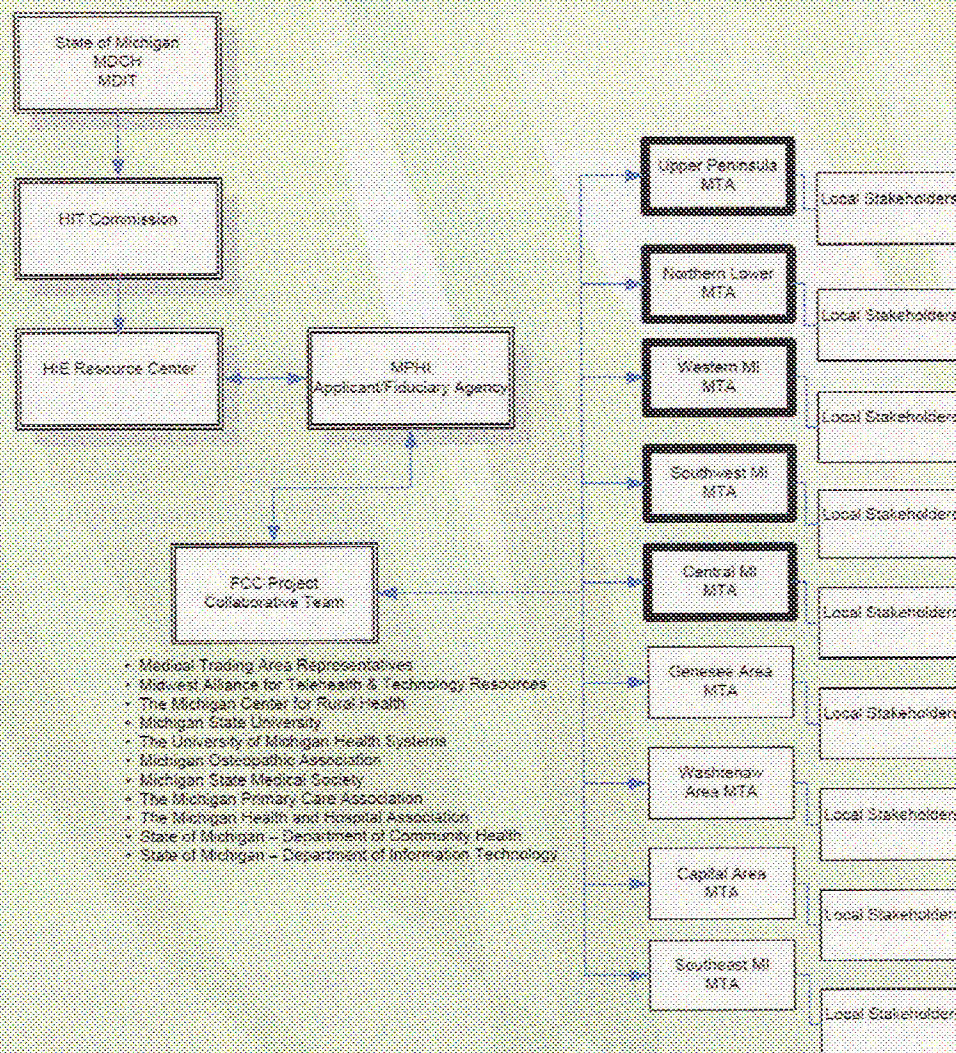 State of Michigan
MDCH
MDIT
HIT Commission
HIE Resource Center
MPHI
Applicant/Fiduciary Agency
FCC Project
Collaborative Team
• Medical Trading Area Representatives
• Midwest Alliance for Telehealth & Technology Resources
• The Michigan Center for Rural Health
• Michigan State University
• The University of Michigan Health Systems
• Michigan Osteopathic Association
• Michigan State Medical Society
• The Michigan Primary Care Association
• The Michigan Health and Hospital Association
• State of Michigan – Department of Community Health
• State of Michigan – Department of Information Technology
Upper Peninsula
MTA
Local Stakeholders
Northern Lower
MTA
Local Stakeholders
Western MI
MTA
Local Stakeholders
Southwest MI
MTA
Local Stakeholders
Central MI
MTA
Local Stakeholders
Genesee Area
MTA
Local Stakeholders
Washtenaw
Area MTA
Local Stakeholders
Capital Area
MTA
Local Stakeholders
Southeast MI
MTA
Local Stakeholders